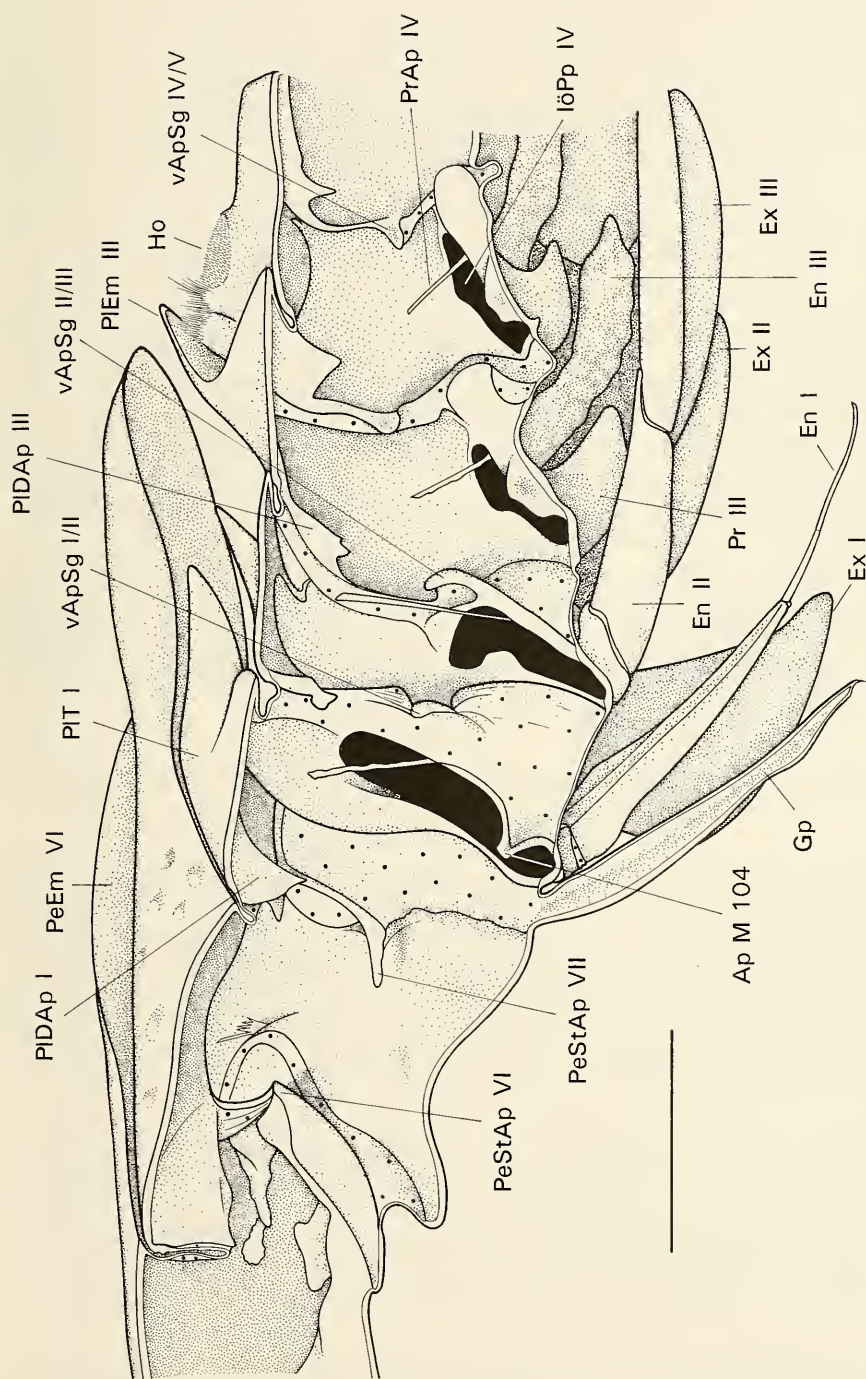 PlDAp I
PeEm VI
PlT I
vApSg I/II
PlDAp III
vApSg II/III
PlEm III
Ho
vApSg IV/V
PrAp IV
löPp IV
Ex III
En III
Ex II
En I
Pr III
En II
Ex I
Gp
Ap M 104
PeStAp VII
PeStAp VI